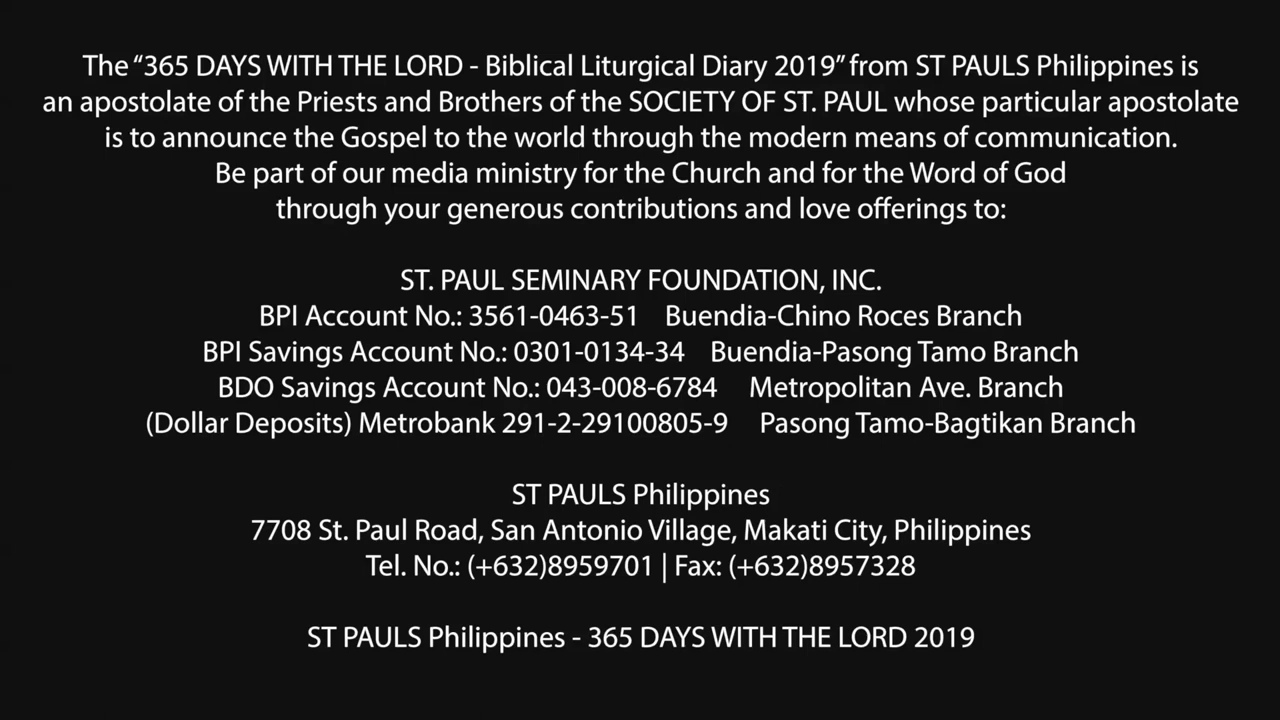 The “365 DAYS WITH THE LORD - Biblical Liturgical Diary 2019” from ST PAULS Philippines is
an apostolate of the Priests and Brothers of the SOCIETY OF ST. PAUL whose particular apostolate
is to announce the Gospel to the world through the modern means of communication.
Be part of our media ministry for the Church and for the Word of God
through your generous contributions and love offerings to:
ST. PAUL SEMINARY FOUNDATION, INC.
BPI Account No.: 3561-0463-51 Buendia-Chino Roces Branch
BPI Savings Account No.: 0301-0134-34 Buendia-Pasong Tamo Branch
BDO Savings Account No.: 043-008-6784 Metropolitan Ave. Branch
(Dollar Deposits) Metrobank 291-2-29100805-9 Pasong Tamo-Bagtikan Branch
ST PAULS Philippines
7708 St. Paul Road, San Antonio Village, Makati City, Philippines
Tel. No.: (+632)8959701 | Fax: (+632)8957328
ST PAULS Philippines - 365 DAYS WITH THE LORD 2019